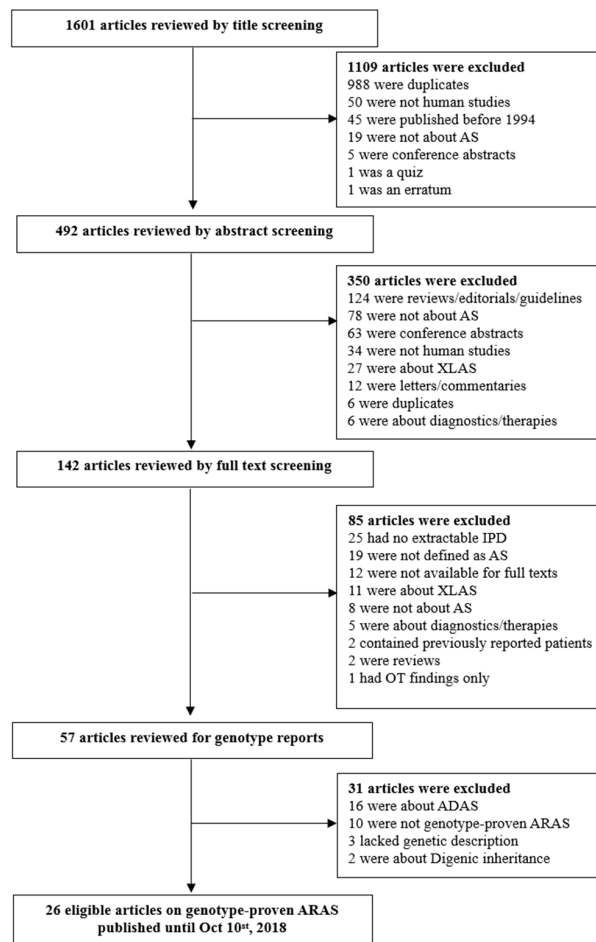 1601 articles reviewed by title screening
1109 articles were excluded
988 were duplicates
50 were not human studies
45 were published before 1994
19 were not about AS
5 were conference abstracts
1 was a quiz
1 was an erratum
492 articles reviewed by abstract screening
350 articles were excluded
124 were reviews/editorials/guidelines
78 were not about AS
63 were conference abstracts
34 were not human studies
27 were about XLAS
12 were letters/commentaries
6 were duplicates
6 were about diagnostics/therapies
142 articles reviewed by full text screening
85 articles were excluded
25 had no extractable IPD
19 were not defined as AS
12 were not available for full texts
11 were about XLAS
8 were not about AS
5 were about diagnostics/therapies
2 contained previously reported patients
2 were reviews
1 had OT findings only
57 articles reviewed for genotype reports
31 articles were excluded
16 were about ADAS
10 were not genotype-proven ARAS
3 lacked genetic description
2 were about Digenic inheritance
26 eligible articles on genotype-proven ARAS
published until Oct 10st, 2018